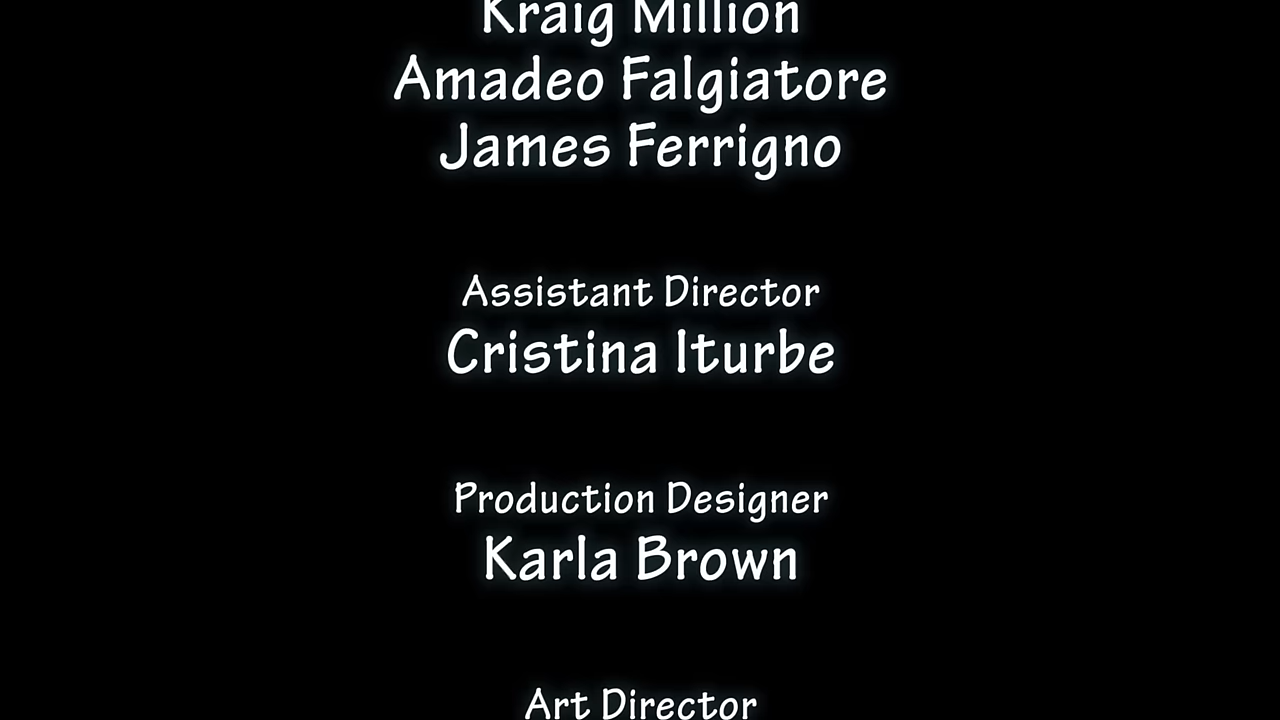 Kraig Million
Amadeo Falgiatore
James Ferrigno
Assistant Director
Cristina Iturbe
Production Designer
Karla Brown
Art Director